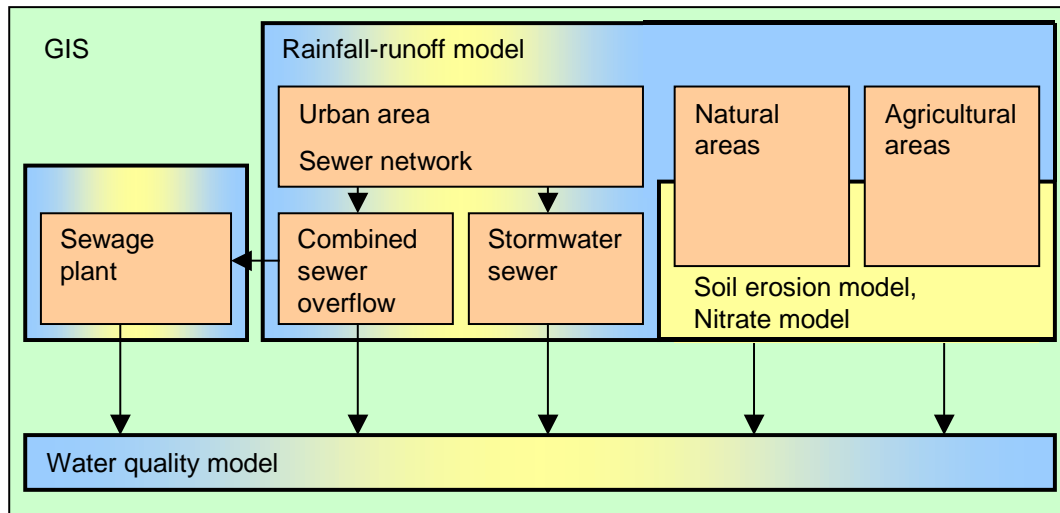 GIS
Rainfall-runoff model
Urban area
Sewer network
Natural
areas
Agricultural
areas
Sewage
plant
Combined
sewer
overflow
Stormwater
sewer
Soil erosion model,
Nitrate model
Water quality model